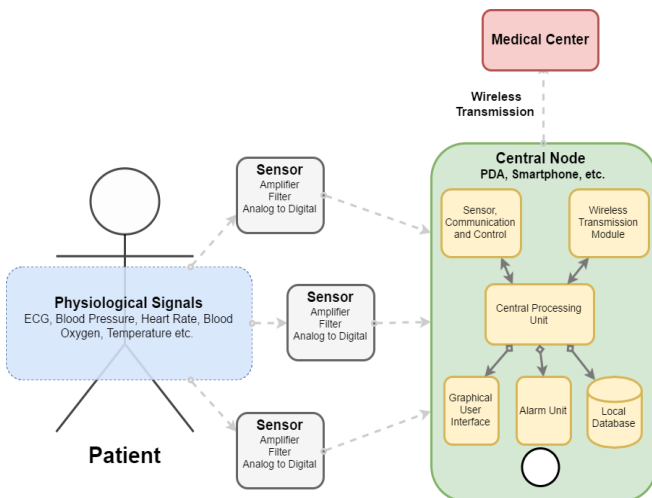 Medical Center
Wireless
Transmission
Central Node
PDA, Smartphone, etc.
Sensor
Amplifier
Filter
Analog to Digital
Sensor,
Communication
and Control
Wireless
Transmission
Module
Physiological Signals
ECG, Blood Pressure, Heart Rate, Blood
Oxygen, Temperature etc.
Sensor
Amplifier
Filter
Analog to Digital
Central Processing
Unit
Graphical
User
Interface
Alarm Unit
Local
Database
Sensor
Amplifier
Filter
Analog to Digital
Patient